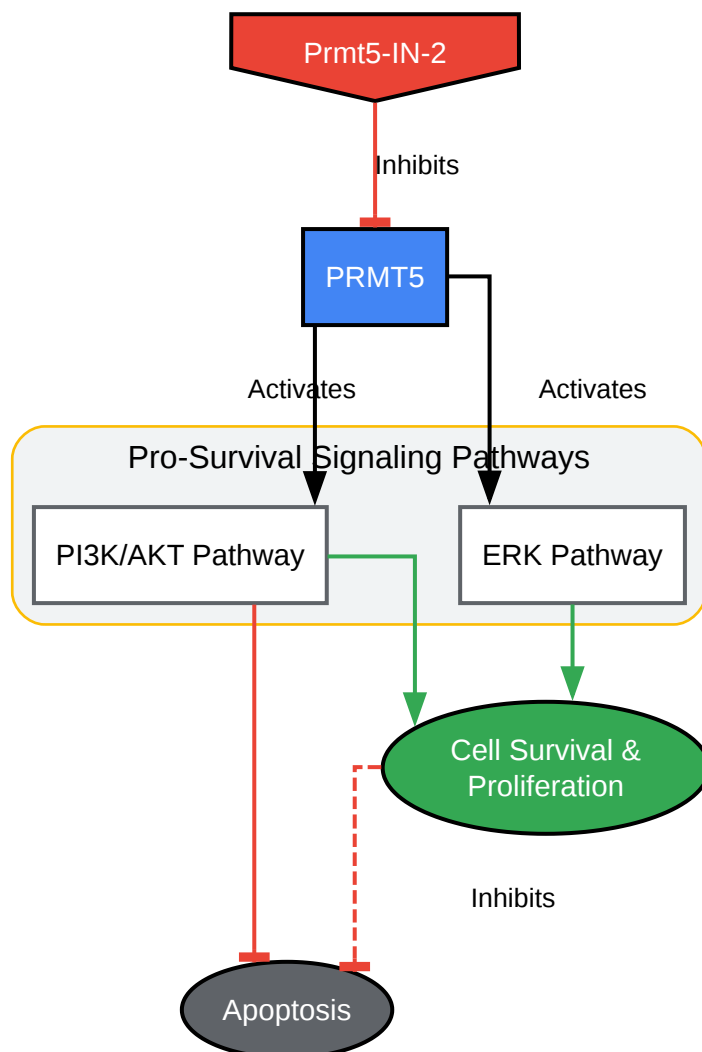 Prmt5-IN-2
Inhibits
PRMT5
Activates
Activates
Pro-Survival Signaling Pathways
PI3K/AKT Pathway
ERK Pathway
Cell Survival &
Proliferation
Inhibits
Apoptosis